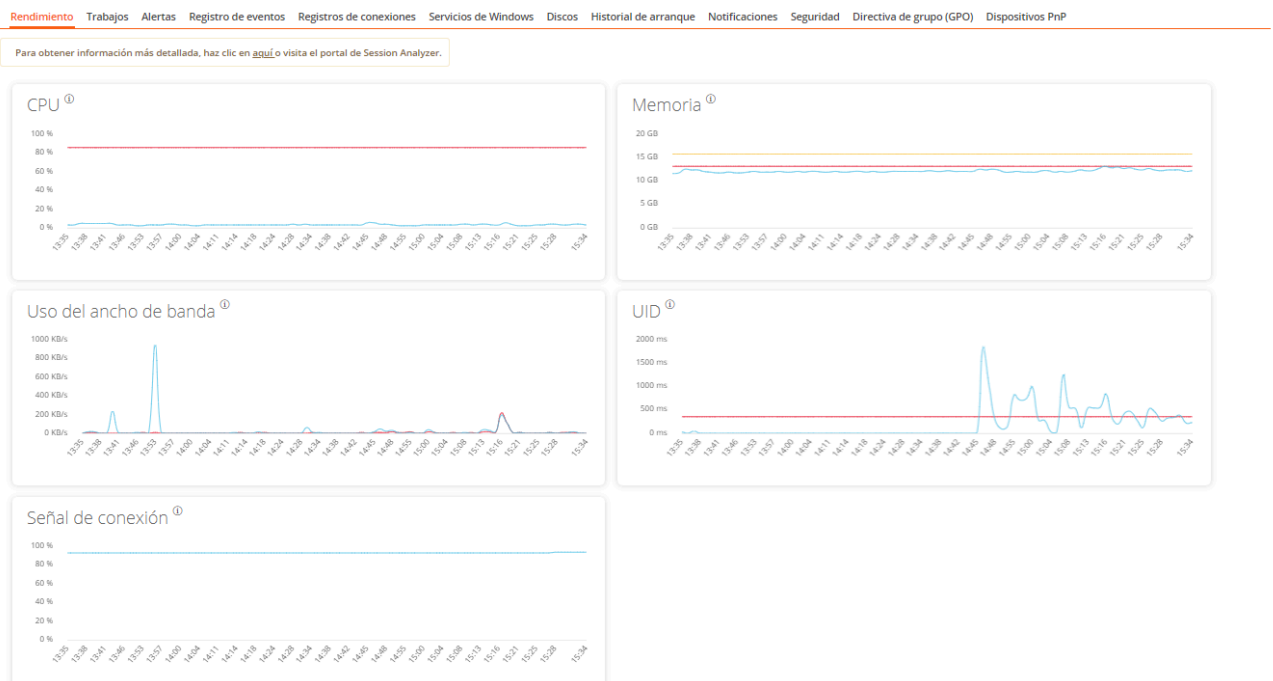 Rendimiento Trabajos Alertas Registro de eventos Registros de conexiones Servicios de Windows Discos Historial de arranque Notificaciones Seguridad Directiva de grupo (GPO) Dispositivos PnP
Para obtener información más detallada, haz clic en aquí o visita el portal de Session Analyzer.
CPU
100 %
80 %
60 %
40 %
20 %
0 %
13:35 13:38 13:41 13:46 13:53 13:57 14:00 14:04 14:11 14:14 14:18 14:24 14:28 14:34 14:38 14:42 14:45 14:48 14:55 15:00 15:04 15:08 15:13 15:16 15:21 15:25 15:28 15:34
Memoria
20 GB
15 GB
10 GB
5 GB
0 GB
13:35 13:38 13:41 13:46 13:53 13:57 14:00 14:04 14:11 14:14 14:18 14:24 14:28 14:34 14:38 14:42 14:45 14:48 14:55 15:00 15:04 15:08 15:13 15:16 15:21 15:25 15:28 15:34
Uso del ancho de banda
1000 KB/s
800 KB/s
600 KB/s
400 KB/s
200 KB/s
0 KB/s
13:35 13:38 13:41 13:46 13:53 13:57 14:00 14:04 14:11 14:14 14:18 14:24 14:28 14:34 14:38 14:42 14:45 14:48 14:55 15:00 15:04 15:08 15:13 15:16 15:21 15:25 15:28 15:34
UID
2000 ms
1500 ms
1000 ms
500 ms
0 ms
13:35 13:38 13:41 13:46 13:53 13:57 14:00 14:04 14:11 14:14 14:18 14:24 14:28 14:34 14:38 14:42 14:45 14:48 14:55 15:00 15:04 15:08 15:13 15:16 15:21 15:25 15:28 15:34
Señal de conexión
100 %
80 %
60 %
40 %
20 %
0 %
13:35 13:38 13:41 13:46 13:53 13:57 14:00 14:04 14:11 14:14 14:18 14:24 14:28 14:34 14:38 14:42 14:45 14:48 14:55 15:00 15:04 15:08 15:13 15:16 15:21 15:25 15:28 15:34